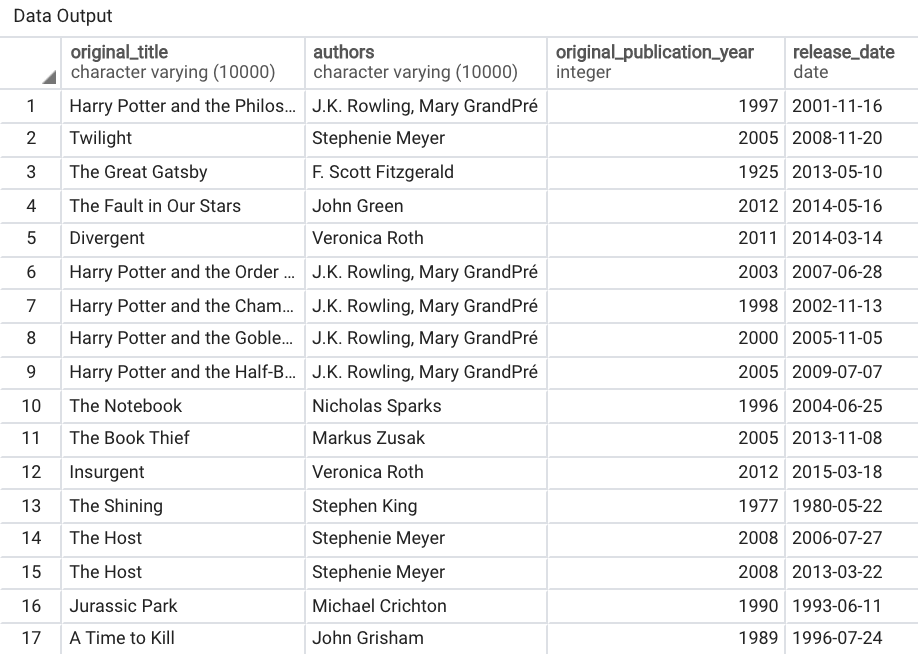 Data Output
original_title authors original_publication_year release_date
character varying (10000) character varying (10000) integer date
1 Harry Potter and the Philos... J.K. Rowling, Mary GrandPré 1997 2001-11-16
2 Twilight Stephenie Meyer 2005 2008-11-20
3 The Great Gatsby F. Scott Fitzgerald 1925 2013-05-10
4 The Fault in Our Stars John Green 2012 2014-05-16
5 Divergent Veronica Roth 2011 2014-03-14
6 Harry Potter and the Order ... J.K. Rowling, Mary GrandPré 2003 2007-06-28
7 Harry Potter and the Cham... J.K. Rowling, Mary GrandPré 1998 2002-11-13
8 Harry Potter and the Goble... J.K. Rowling, Mary GrandPré 2000 2005-11-05
9 Harry Potter and the Half-B... J.K. Rowling, Mary GrandPré 2005 2009-07-07
10 The Notebook Nicholas Sparks 1996 2004-06-25
11 The Book Thief Markus Zusak 2005 2013-11-08
12 Insurgent Veronica Roth 2012 2015-03-18
13 The Shining Stephen King 1977 1980-05-22
14 The Host Stephenie Meyer 2008 2006-07-27
15 The Host Stephenie Meyer 2008 2013-03-22
16 Jurassic Park Michael Crichton 1990 1993-06-11
17 A Time to Kill John Grisham 1989 1996-07-24